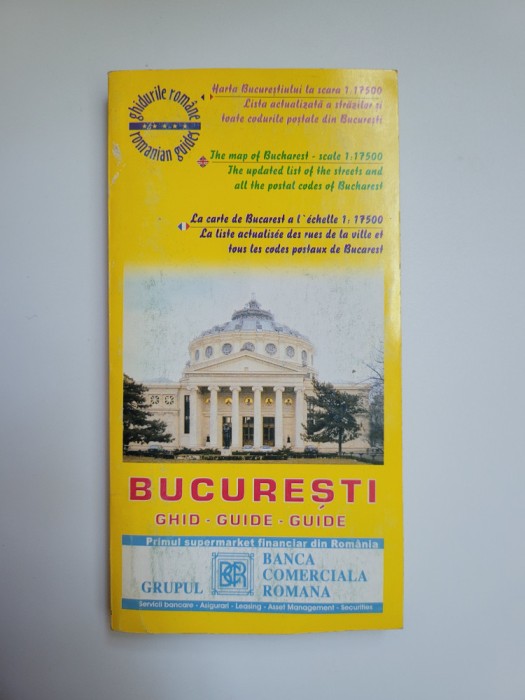 ghidurile române
romanian guides
Harta Bucureştiului la scara 1:17500
Lista actualizată a străzilor şi
toate codurile poştale din Bucureşti
The map of Bucharest - scale 1:17500
The updated list of the streets and
all the postal codes of Bucharest
La carte de Bucarest a l`échelle 1: 17500
La liste actualisée des rues de la ville et
tous les codes postaux de Bucarest
BUCUREŞTI
GHID - GUIDE - GUIDE
Primul supermarket financiar din România
GRUPUL BCR BANCA
COMERCIALA
ROMANA
Servicii bancare - Asigurari - Leasing - Asset Management - Securities